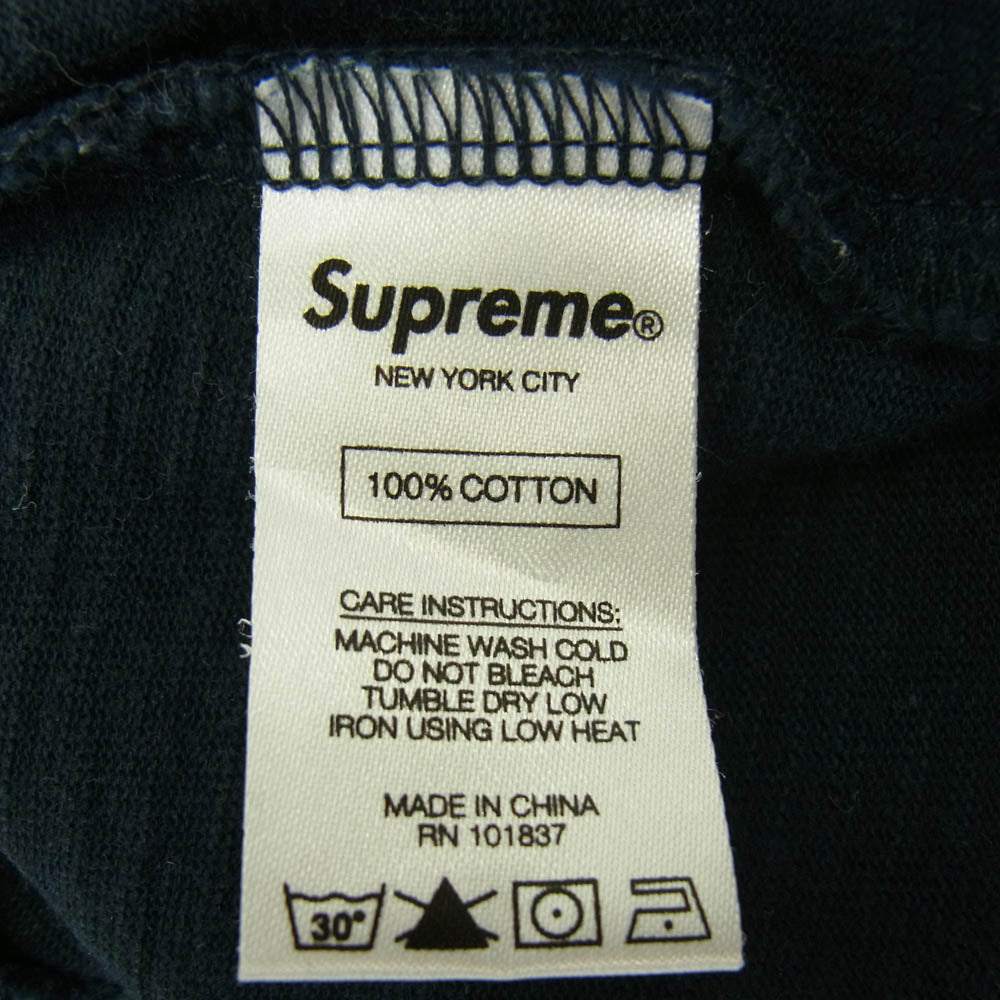 Supreme®
NEW YORK CITY
100% COTTON
CARE INSTRUCTIONS:
MACHINE WASH COLD
DO NOT BLEACH
TUMBLE DRY LOW
IRON USING LOW HEAT
MADE IN CHINA
RN 101837
30°